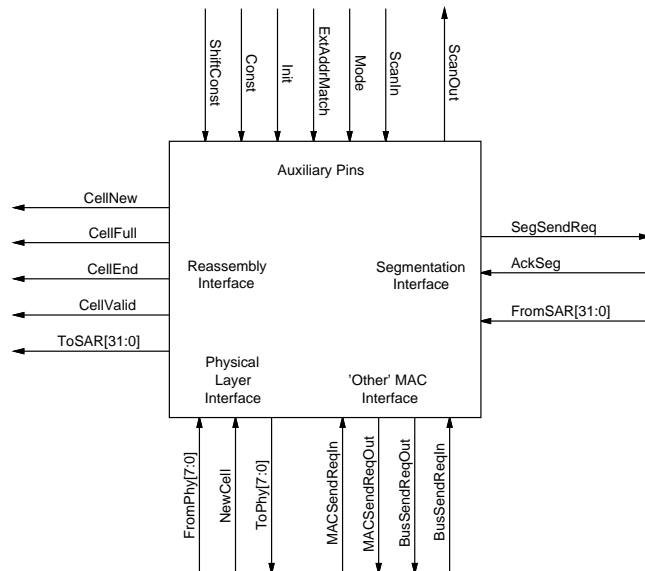 ShiftConst
Const
Init
ExtAddrMatch
Mode
ScanIn
ScanOut
Auxiliary Pins
CellNew
CellFull
CellEnd
CellValid
ToSAR[31:0]
Reassembly
Interface
Segmentation
Interface
SegSendReq
AckSeg
FromSAR[31:0]
Physical
Layer
Interface
'Other' MAC
Interface
FromPhy[7:0]
NewCell
ToPhy[7:0]
MACSendReqIn
MACSendReqOut
BusSendReqOut
BusSendReqIn